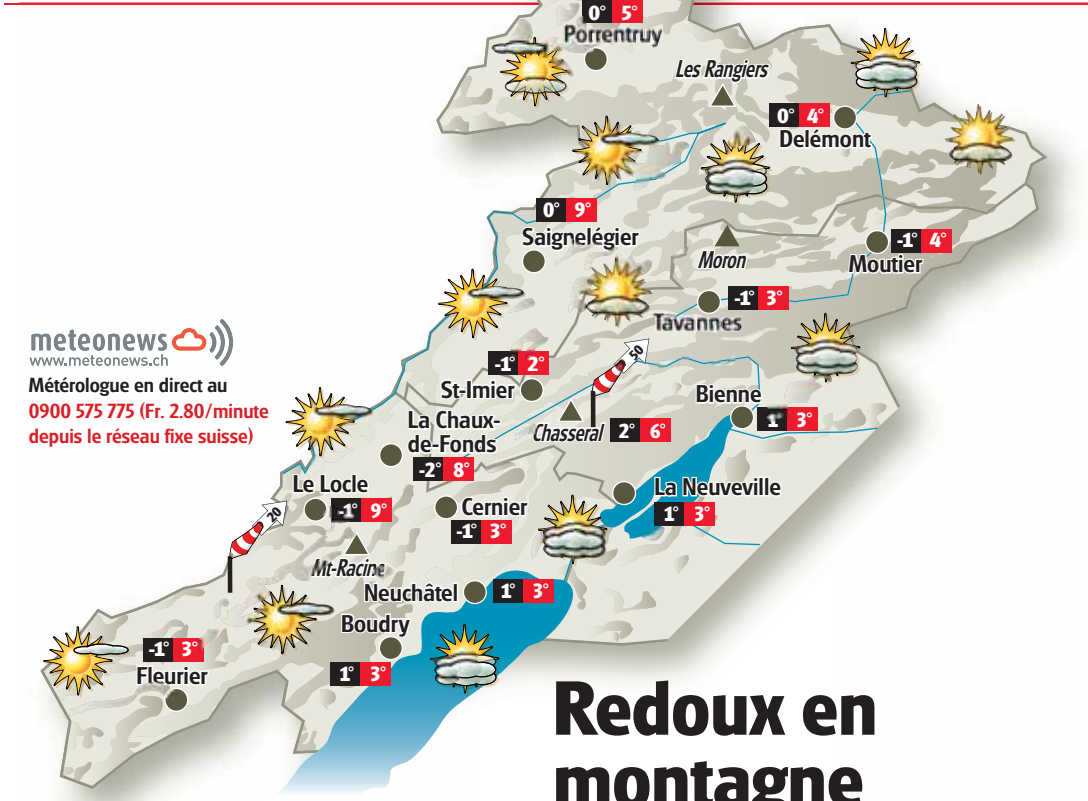 0° 5°
Porrentruy
Les Rangiers
0° 4°
Delémont
0° 9°
Saignelégier
Moron
-1° 4°
Moutier
-1° 3°
Tavannes
meteonews
www.meteonews.ch
Météorologue en direct au
0900 575 775 (Fr. 2.80/minute
depuis le réseau fixe suisse)
-1° 2°
St-Imier
50
Chasseral 2° 6°
Bienne
1° 3°
La Chaux-
de-Fonds
-2° 8°
Le Locle
-1° 9°
Cernier
-1° 3°
La Neuveville
1° 3°
20
Mt-Racine
Neuchâtel 1° 3°
Boudry
1° 3°
-1° 3°
Fleurier
Redoux en
montagne